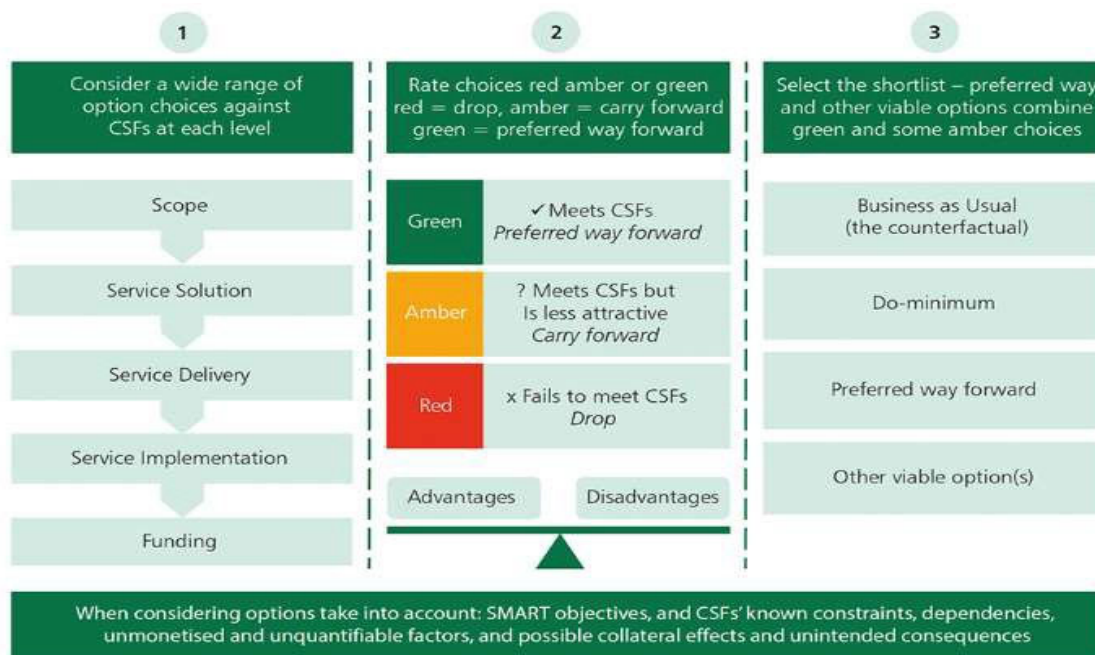 1
Consider a wide range of
option choices against
CSFs at each level
Scope
Service Solution
Service Delivery
Service Implementation
Funding
2
Rate choices red amber or green
red = drop, amber = carry forward
green = preferred way forward
Green
✓ Meets CSFs
Preferred way forward
Amber
? Meets CSFs but
Is less attractive
Carry forward
Red
x Fails to meet CSFs
Drop
Advantages
Disadvantages
3
Select the shortlist – preferred way
and other viable options combine
green and some amber choices
Business as Usual
(the counterfactual)
Do-minimum
Preferred way forward
Other viable option(s)
When considering options take into account: SMART objectives, and CSFs' known constraints, dependencies,
unmonetised and unquantifiable factors, and possible collateral effects and unintended consequences